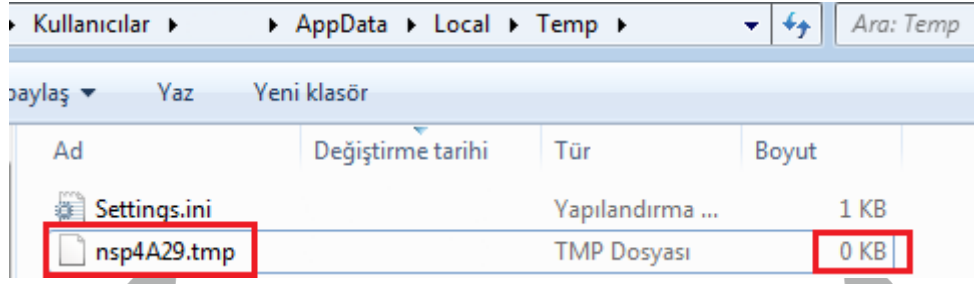 Kullanıcılar AppData Local Temp Ara: Temp
paylaş Yaz Yeni klasör
Ad Değiştirme tarihi Tür Boyut
Settings.ini Yapılandırma ... 1 KB
nsp4A29.tmp TMP Dosyası 0 KB